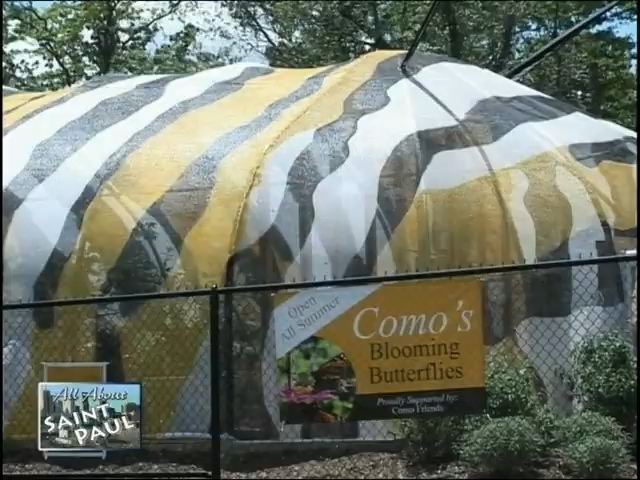 Open
All Summer
Como's
Blooming
Butterflies
Proudly Supported by:
Como Friends
All About
SAINT
PAUL